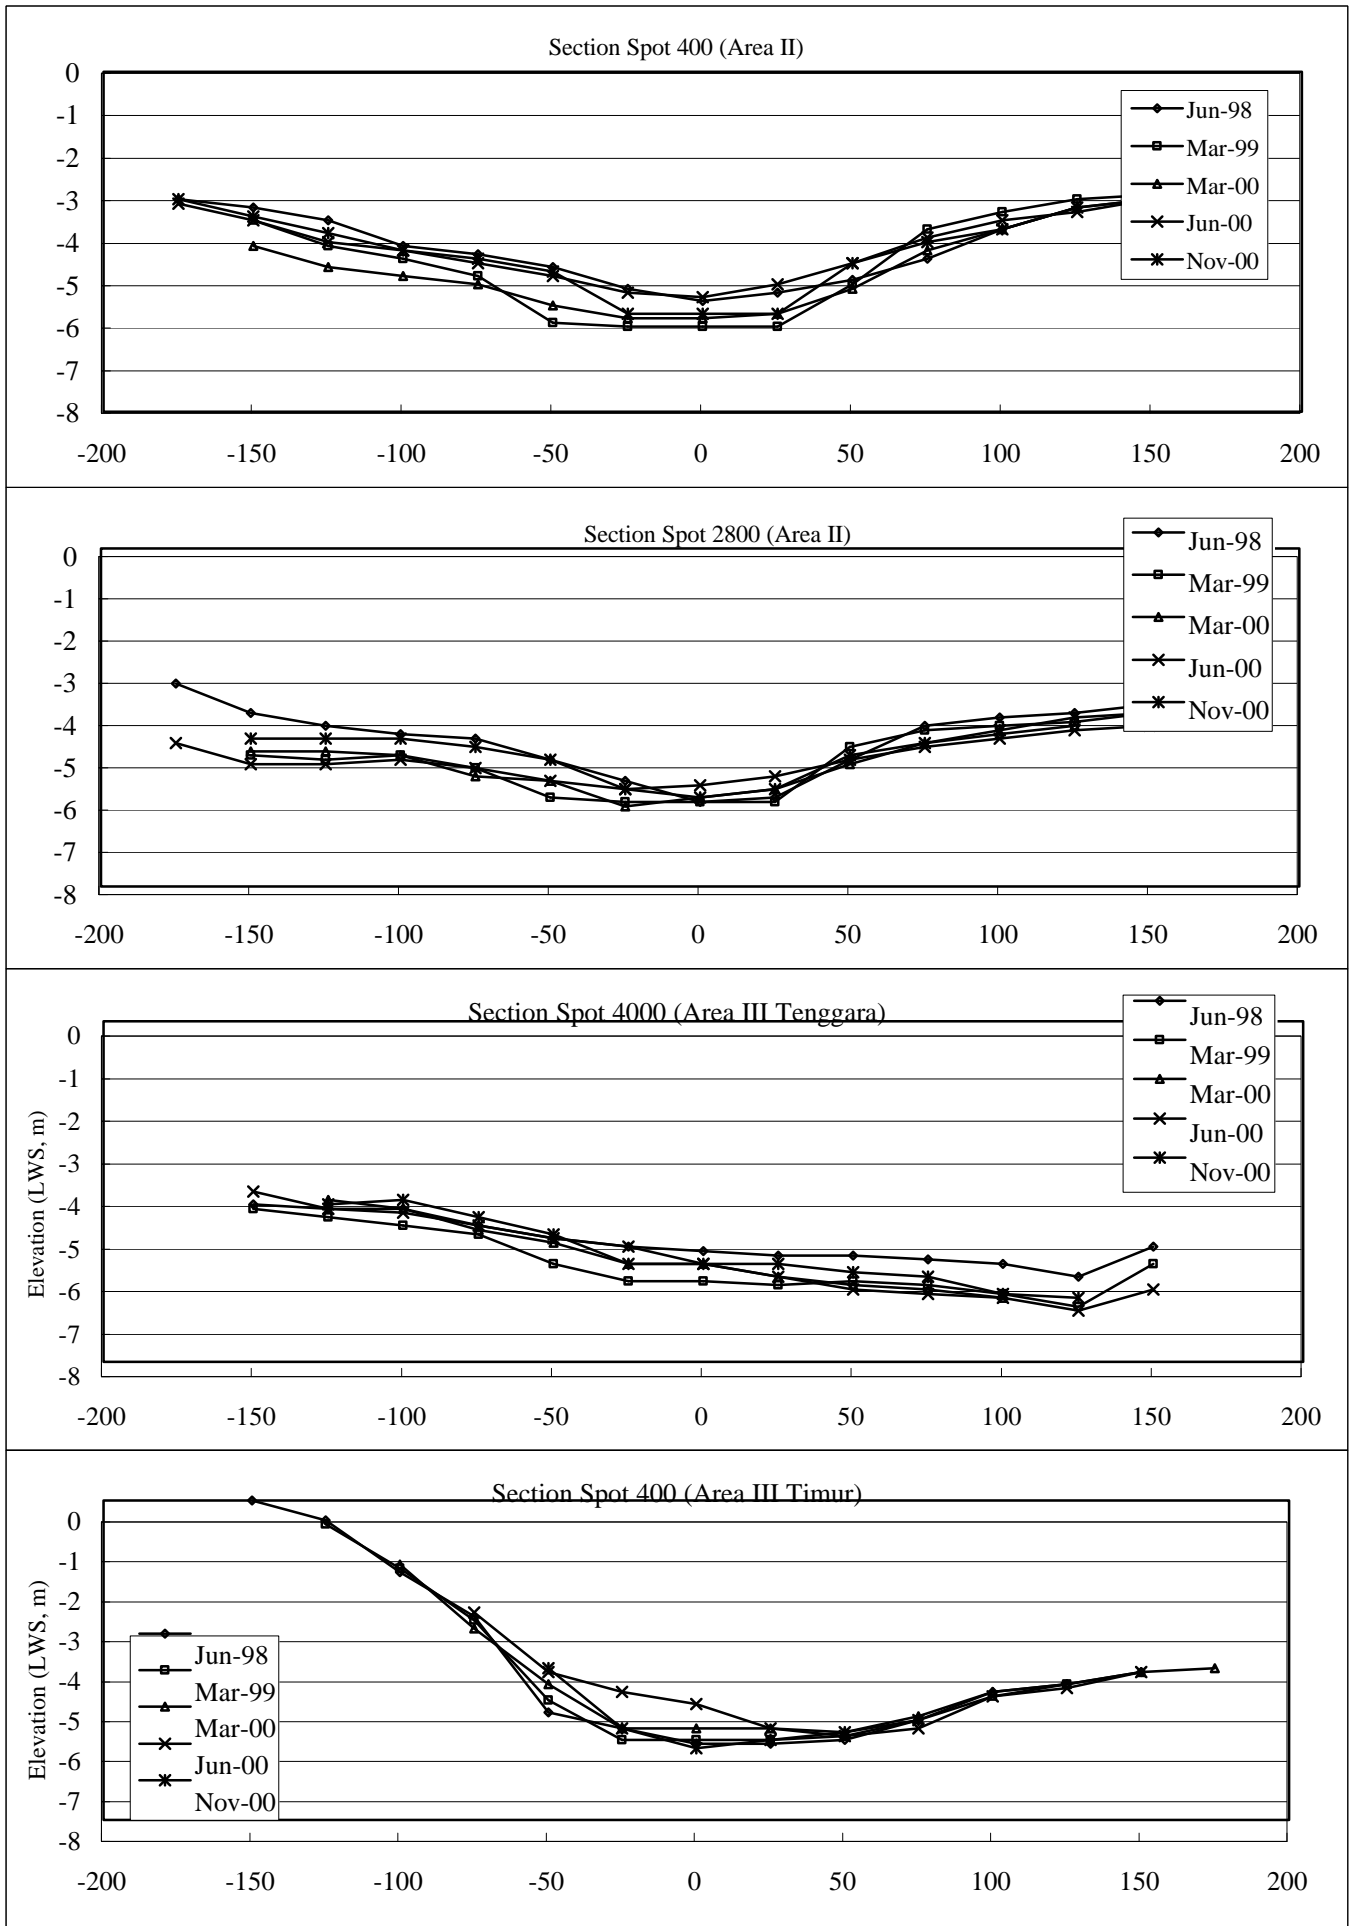 Section Spot 400 (Area II)
0
-1
-2
-3
-4
-5
-6
-7
-8
-200 -150 -100 -50 0 50 100 150 200
Jun-98
Mar-99
Mar-00
Jun-00
Nov-00
Section Spot 2800 (Area II)
0
-1
-2
-3
-4
-5
-6
-7
-8
-200 -150 -100 -50 0 50 100 150 200
Jun-98
Mar-99
Mar-00
Jun-00
Nov-00
Section Spot 4000 (Area III Tenggara)
Elevation (LWS, m)
0
-1
-2
-3
-4
-5
-6
-7
-8
-200 -150 -100 -50 0 50 100 150 200
Jun-98
Mar-99
Mar-00
Jun-00
Nov-00
Section Spot 400 (Area III Timur)
Elevation (LWS, m)
0
-1
-2
-3
-4
-5
-6
-7
-8
-200 -150 -100 -50 0 50 100 150 200
Jun-98
Mar-99
Mar-00
Jun-00
Nov-00